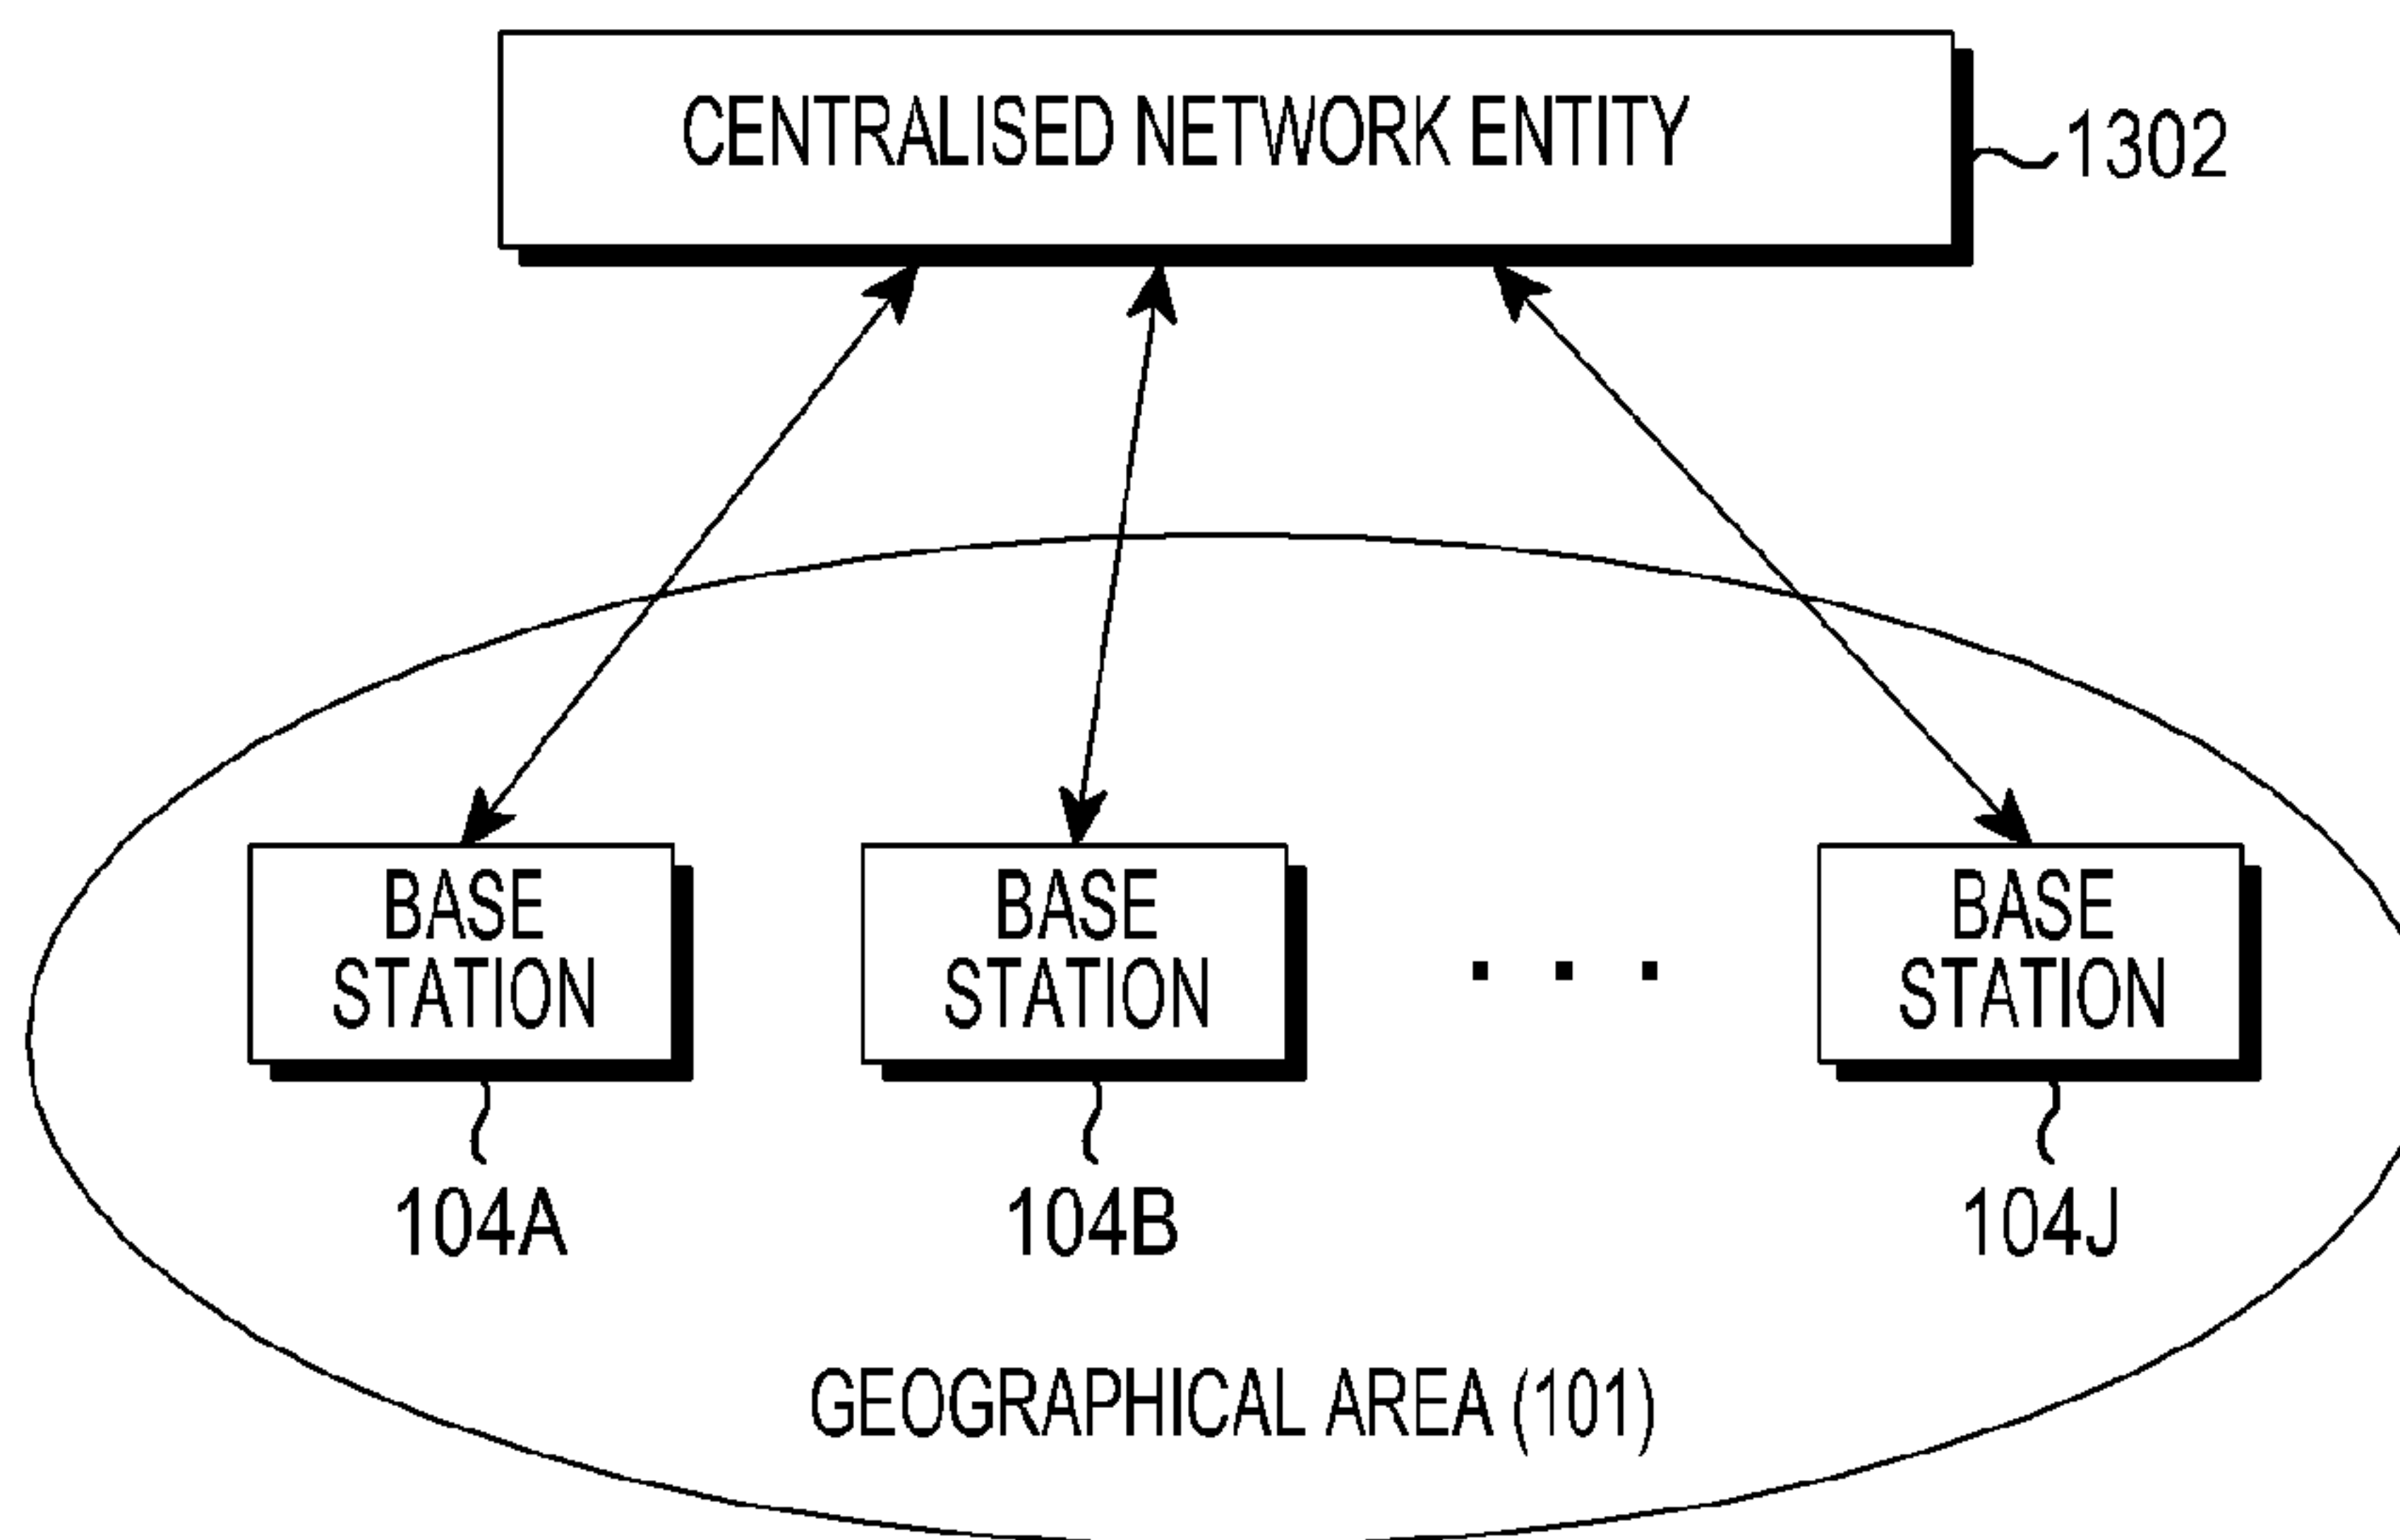 CENTRALISED NETWORK ENTITY
1302
BASE
STATION
104A
BASE
STATION
104B
. . .
BASE
STATION
104J
GEOGRAPHICAL AREA (101)